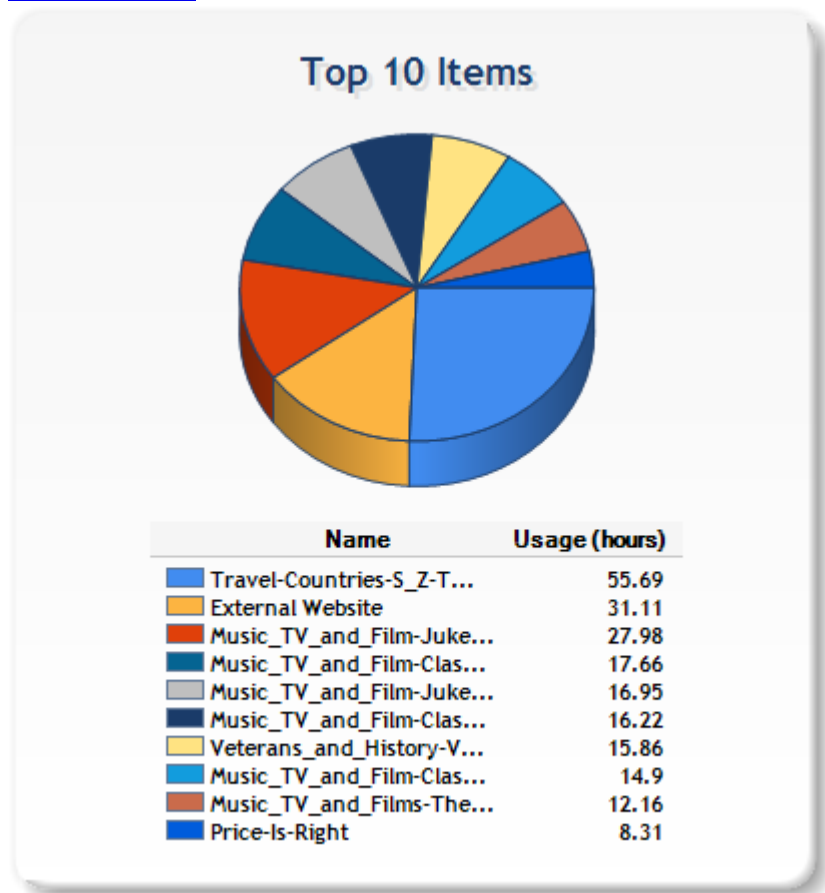 Top 10 Items
Name Usage (hours)
Travel-Countries-S_Z-T... 55.69
External Website 31.11
Music_TV_and_Film-Juke... 27.98
Music_TV_and_Film-Clas... 17.66
Music_TV_and_Film-Juke... 16.95
Music_TV_and_Film-Clas... 16.22
Veterans_and_History-V... 15.86
Music_TV_and_Film-Clas... 14.9
Music_TV_and_Films-The... 12.16
Price-Is-Right 8.31